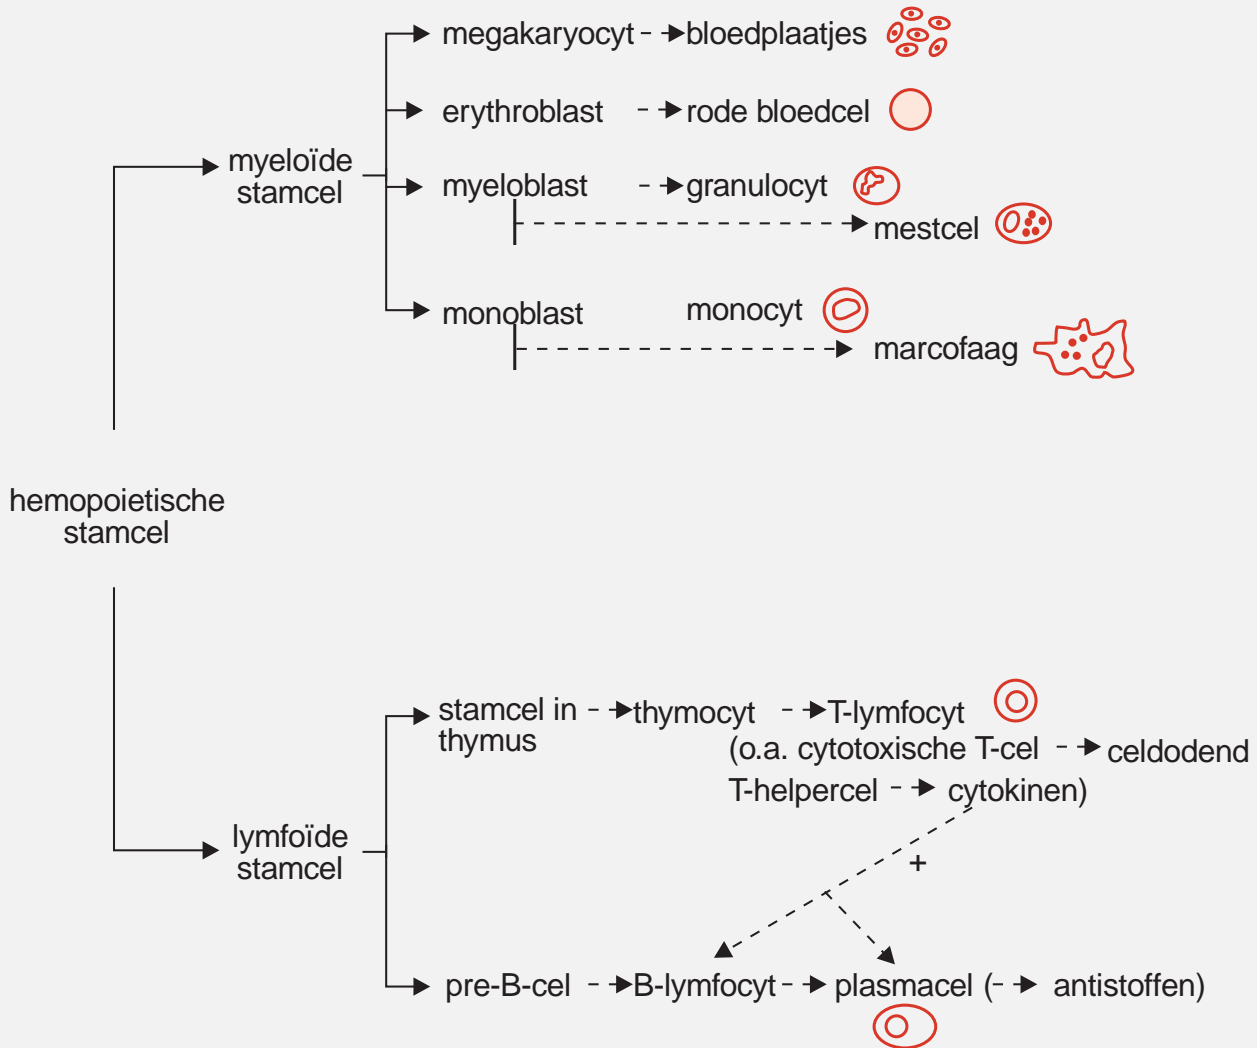 megakaryocyt bloedplaatjes
erythroblast rode bloedcel
myeloïde
stamcel
myeloblast granulocyt
mestcel
monoblast monocyt
marcofaag
hemopoietische
stamcel
stamcel in
thymus
thymocyt T-lymfocyt
(o.a. cytotoxische T-cel celdodend
T-helpercel cytokinen)
lymfoïde
stamcel
+
pre-B-cel B-lymfocyt plasmacel ( antistoffen)